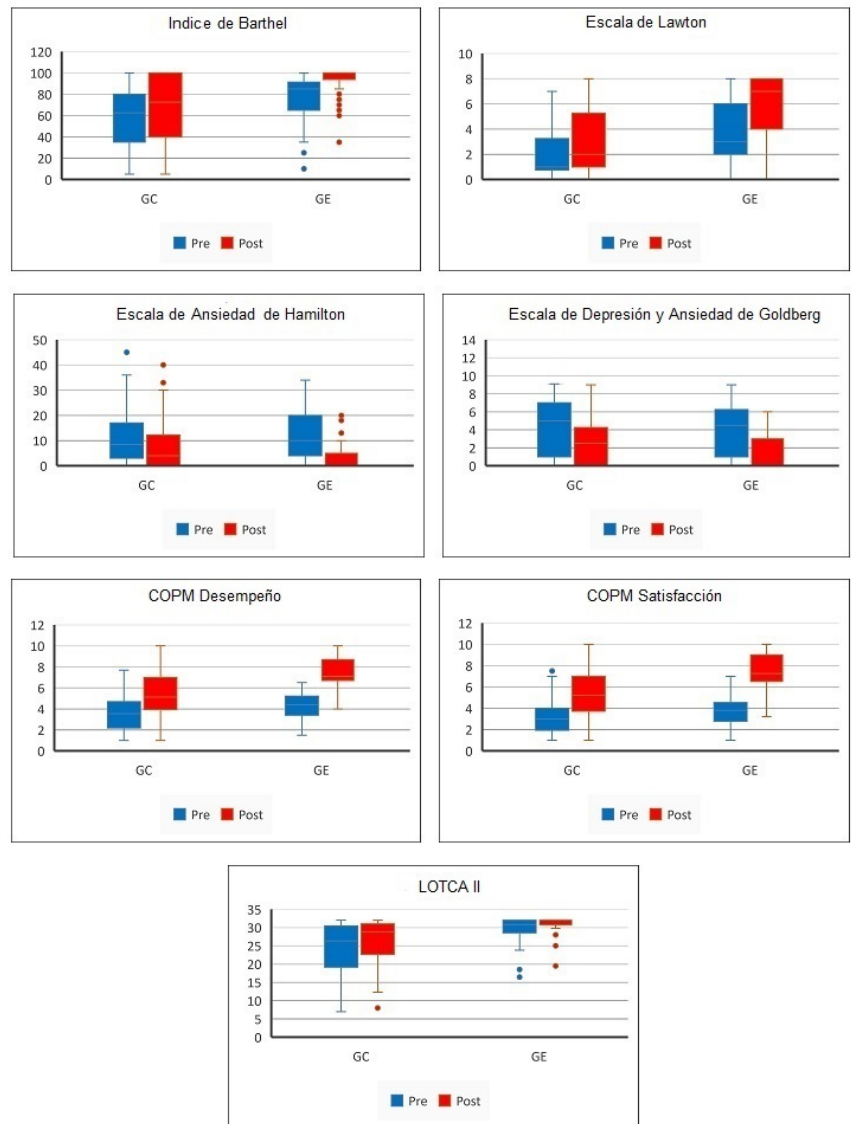 Indice de Barthel
120
100
80
60
40
20
0
GC
GE
Pre
Post
Escala de Lawton
10
8
6
4
2
0
GC
GE
Pre
Post
Escala de Ansiedad de Hamilton
50
40
30
20
10
0
GC
GE
Pre
Post
Escala de Depresión y Ansiedad de Goldberg
14
12
10
8
6
4
2
0
GC
GE
Pre
Post
COPM Desempeño
12
10
8
6
4
2
0
GC
GE
Pre
Post
COPM Satisfacción
12
10
8
6
4
2
0
GC
GE
Pre
Post
LOTCA II
35
30
25
20
15
10
5
0
GC
GE
Pre
Post